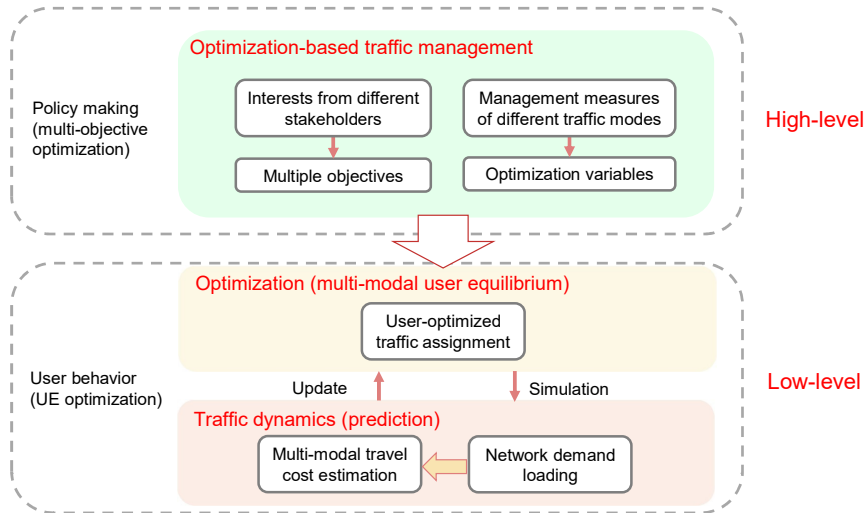 Optimization-based traffic management
Interests from different
stakeholders
Management measures
of different traffic modes
Policy making
(multi-objective
optimization)
High-level
Multiple objectives
Optimization variables
Optimization (multi-modal user equilibrium)
User-optimized
traffic assignment
User behavior
(UE optimization)
Update
Simulation
Low-level
Traffic dynamics (prediction)
Multi-modal travel
cost estimation
Network demand
loading